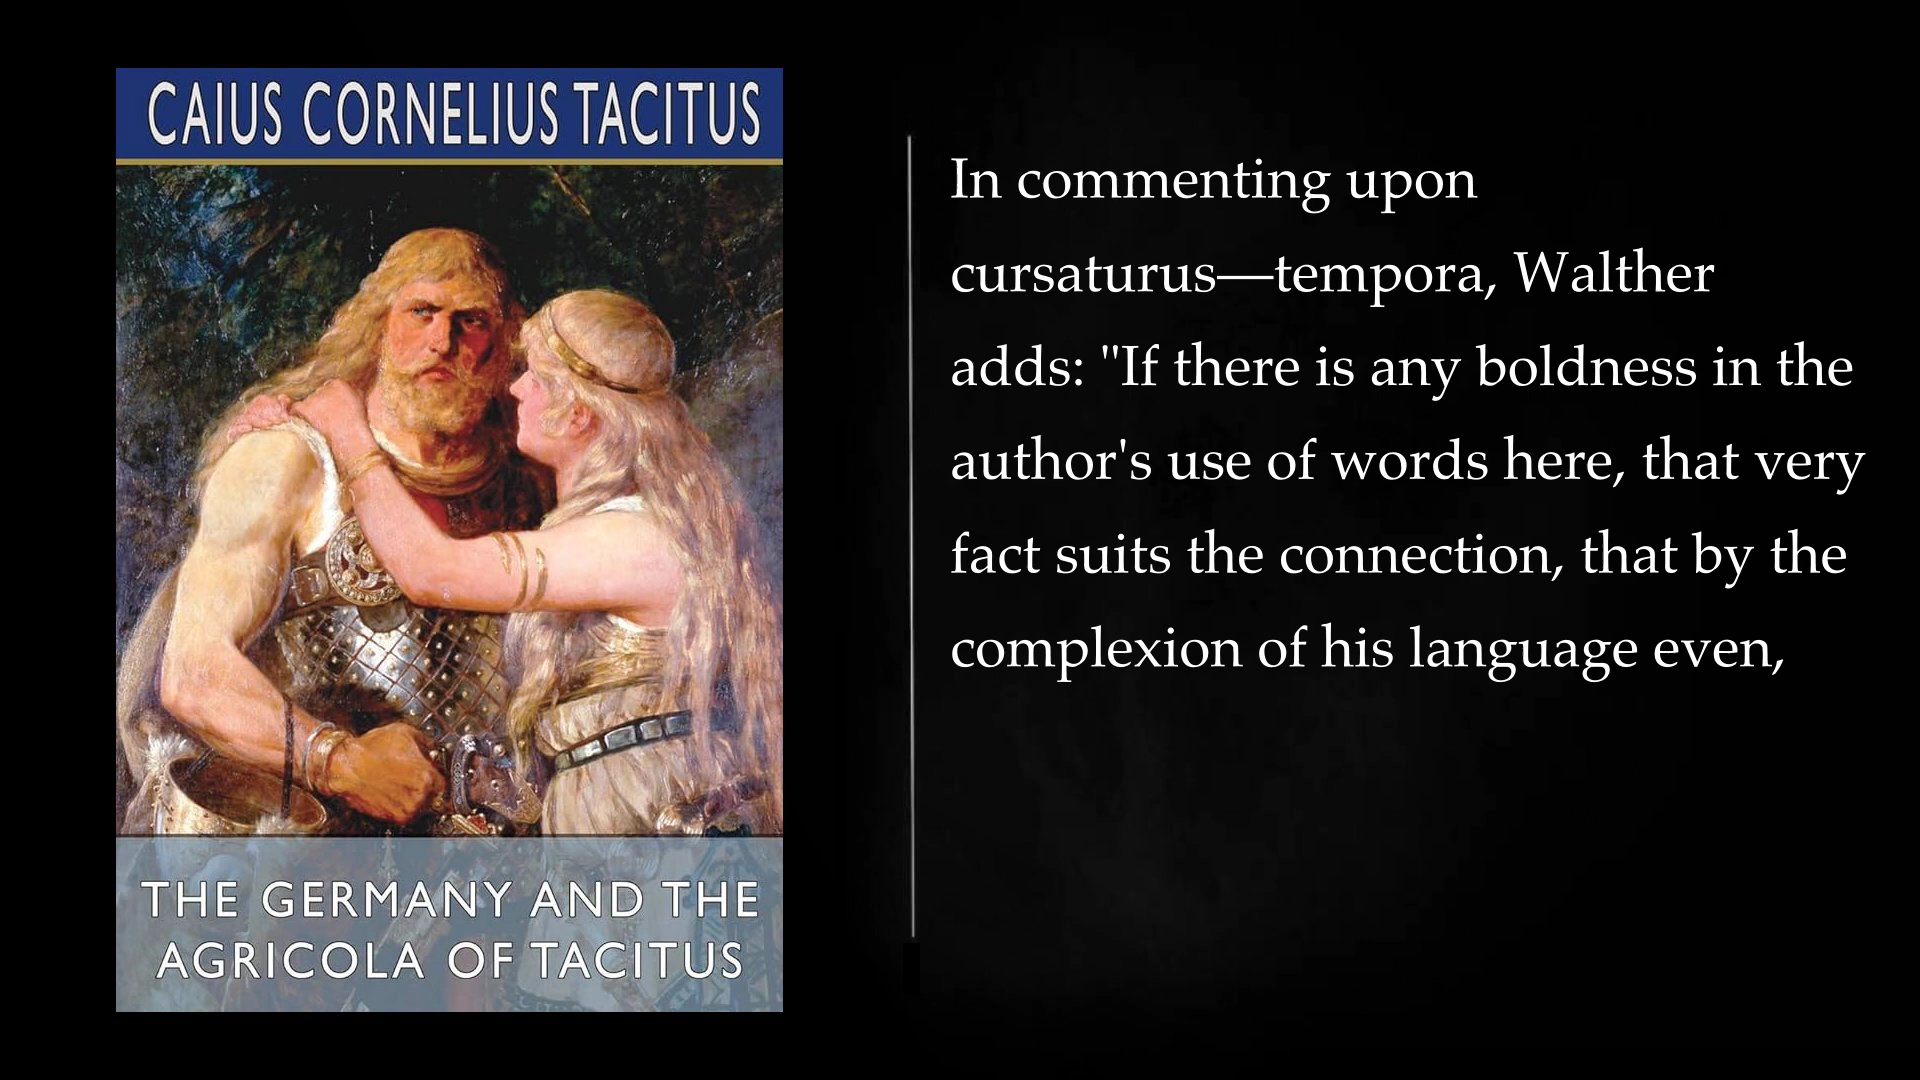 CAIUS CORNELIUS TACITUS
THE GERMANY AND THE
AGRICOLA OF TACITUS
In commenting upon
cursaturus—tempora, Walther
adds: "If there is any boldness in the
author's use of words here, that very
fact suits the connection, that by the
complexion of his language even,